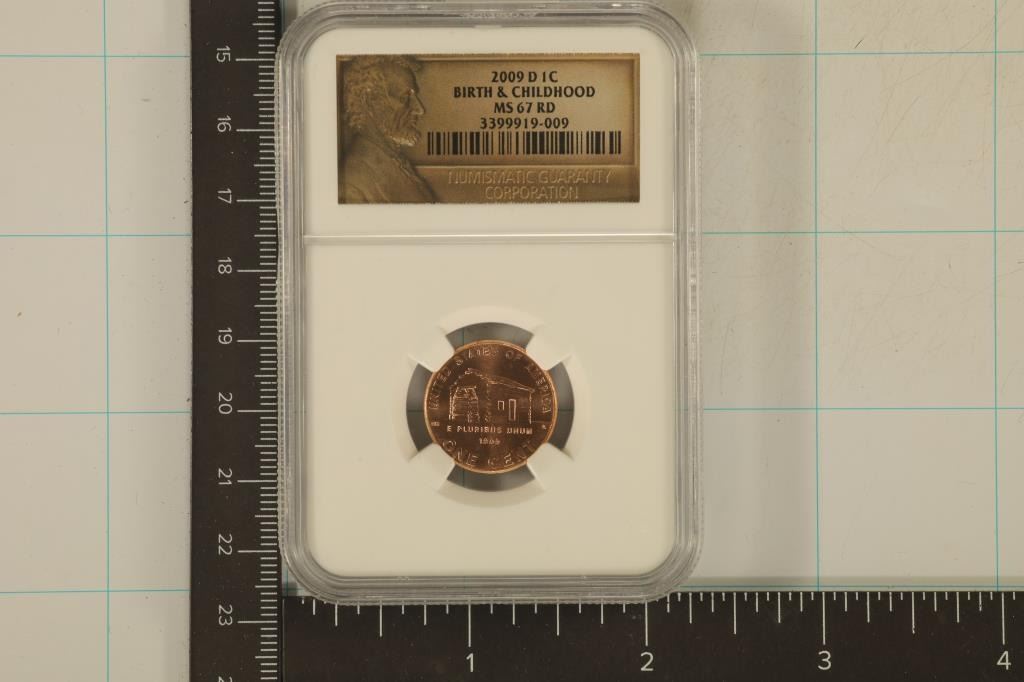 2009 D 1C
BIRTH & CHILDHOOD
MS 67 RD
3399919-009
NUMISMATIC GUARANTY
CORPORATION
UNITED STATES OF AMERICA
E PLURIBUS UNUM
1809
ONE CENT
15
16
17
18
19
20
21
22
23
1
2
3
4